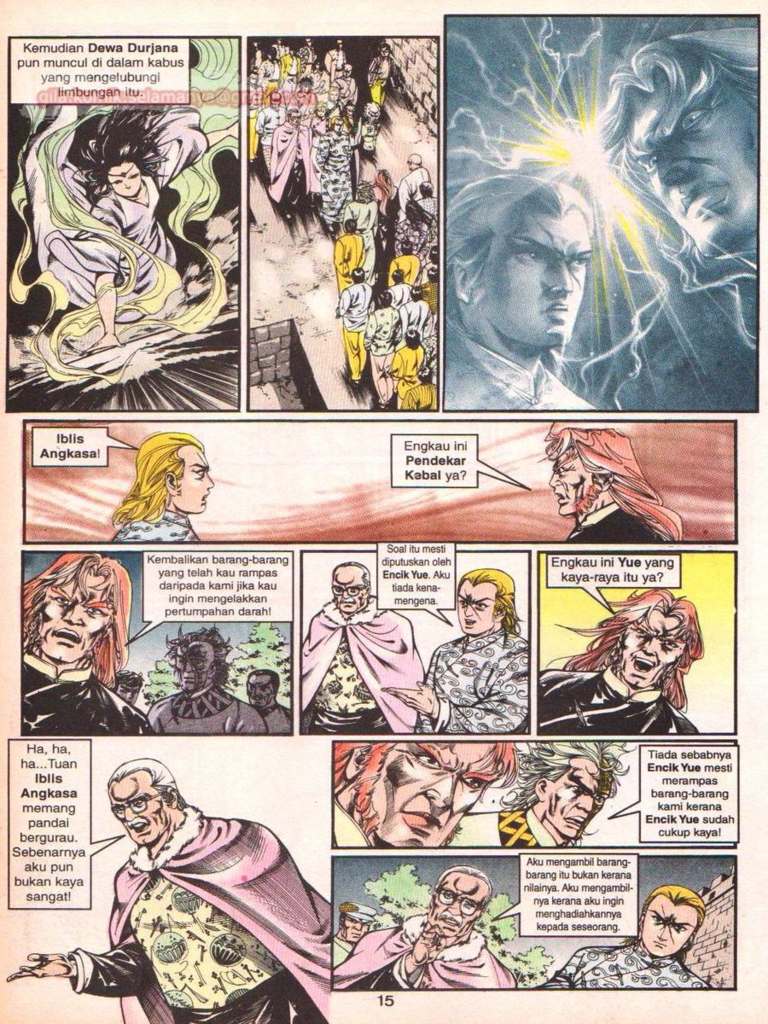 Kemudian Dewa Durjana
pun muncul di dalam kabus
yang mengelubungi
limbungan itu.
Iblis
Angkasa!
Engkau ini
Pendekar
Kabal ya?
Kembalikan barang-barang
yang telah kau rampas
daripada kami jika kau
ingin mengelakkan
pertumpahan darah!
Soal itu mesti
diputuskan oleh
Encik Yue. Aku
tiada kena-
mengena.
Engkau ini Yue yang
kaya-raya itu ya?
Ha, ha,
ha...Tuan
Iblis
Angkasa
memang
pandai
bergurau.
Sebenarnya
aku pun
bukan kaya
sangat!
Tiada sebabnya
Encik Yue mesti
merampas
barang-barang
kami kerana
Encik Yue sudah
cukup kaya!
Aku mengambil barang-
barang itu bukan kerana
nilainya. Aku mengambil-
nya kerana aku ingin
menghadiahkannya
kepada seseorang.
15